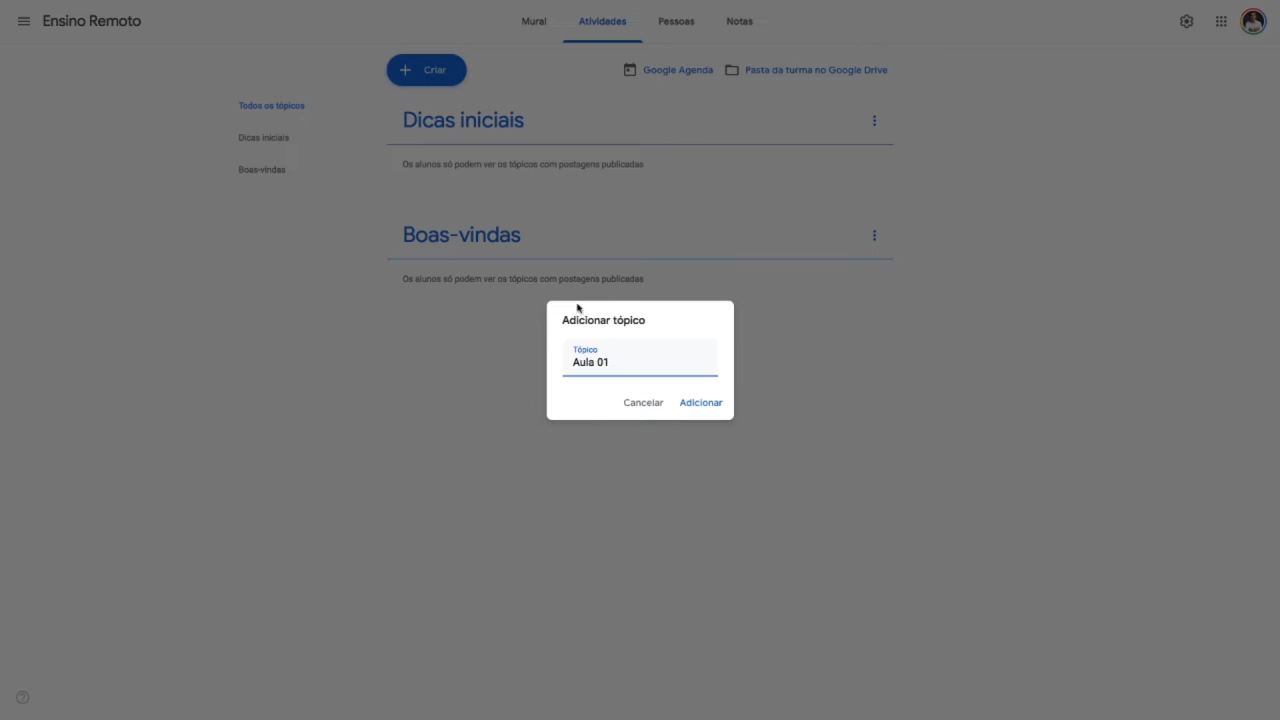 Ensino Remoto
Mural
Atividades
Pessoas
Notas
Criar
Google Agenda
Pasta da turma no Google Drive
Todos os tópicos
Dicas iniciais
Boas-vindas
Dicas iniciais
Os alunos só podem ver os tópicos com postagens publicadas
Boas-vindas
Os alunos só podem ver os tópicos com postagens publicadas
Adicionar tópico
Tópico
Aula 01
Cancelar
Adicionar